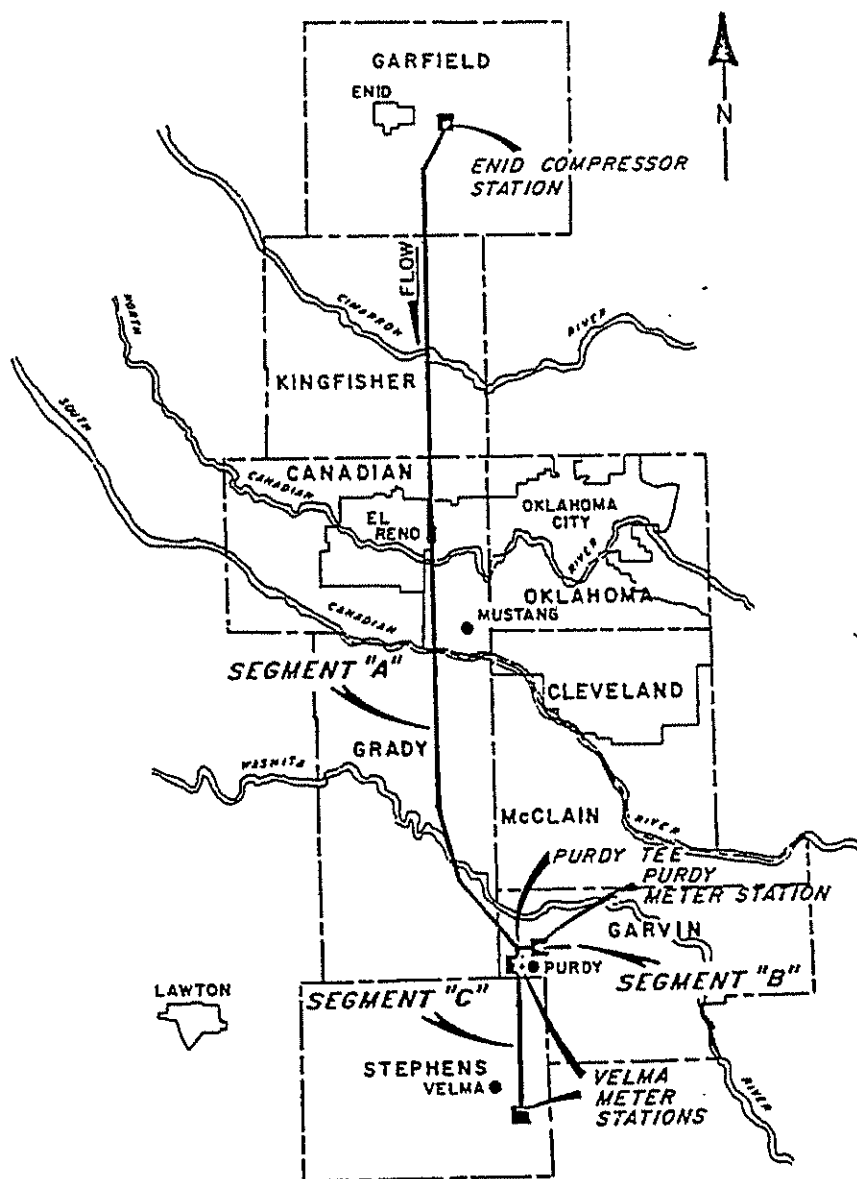 GARFIELD
ENID
N
ENID COMPRESSOR
STATION
FLOW
CIMARRON
RIVER
NORTH
KINGFISHER
SOUTH
CANADIAN
CANADIAN
OKLAHOMA
CITY
EL
RENO
RIVER
OKLAHOMA
MUSTANG
CANADIAN
SEGMENT "A"
CLEVELAND
GRADY
WASHITA
McCLAIN
RIVER
PURDY TEE
PURDY
METER STATION
GARVIN
PURDY
SEGMENT "B"
LAWTON
SEGMENT "C"
STEPHENS
VELMA
VELMA
METER
STATIONS
RIVER